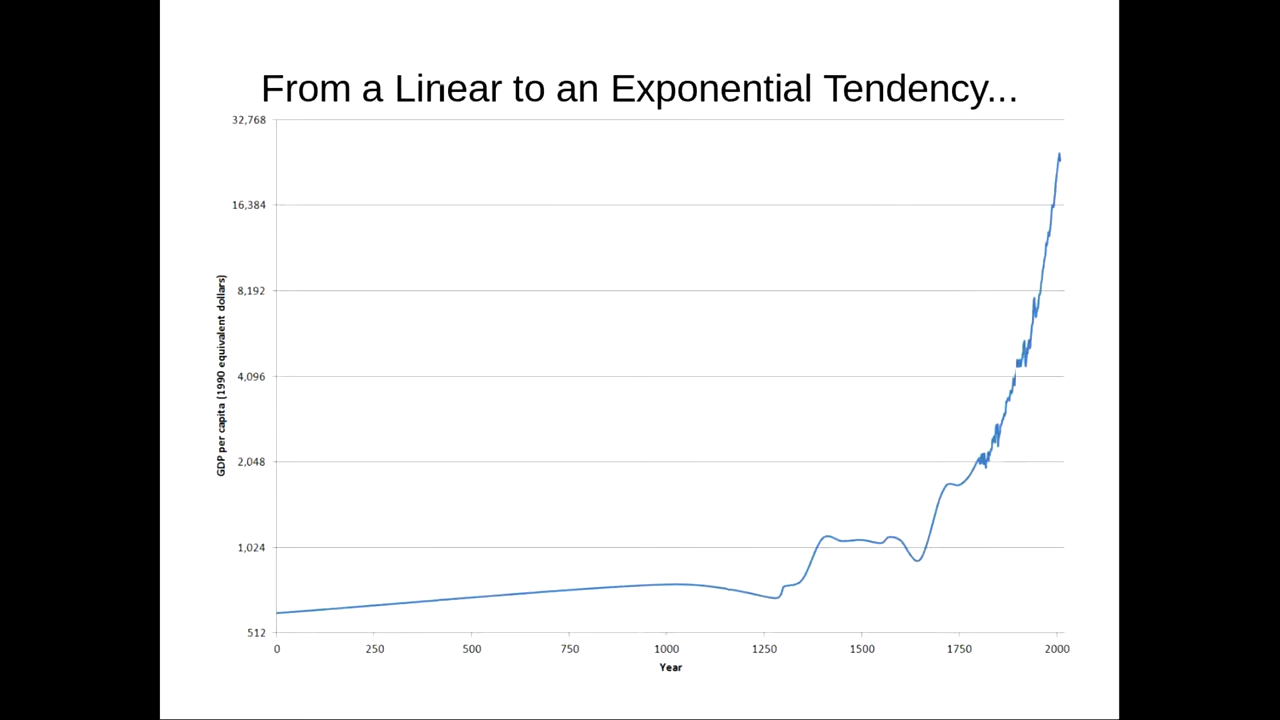 From a Linear to an Exponential Tendency...
32,768
16,384
8,192
4,096
2,048
1,024
512
GDP per capita (1990 equivalent dollars)
0 250 500 750 1000 1250 1500 1750 2000
Year